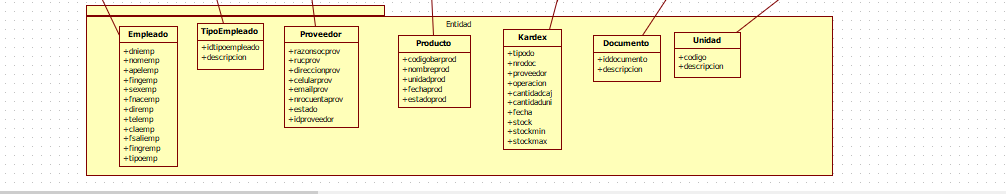 Entidad
Empleado
+dniemp
+nomemp
+apelemp
+fingemp
+sexemp
+fnacemp
+diremp
+telemp
+claemp
+fsaliemp
+fingremp
+tipoemp
TipoEmpleado
+idtipoempleado
+descripcion
Proveedor
+razonsocprov
+rucprov
+direccionprov
+celularprov
+emailprov
+nrocuentaprov
+estado
+idproveedor
Producto
+codigobarprod
+nombreprod
+unidadprod
+fechaprod
+estadoprod
Kardex
+tipodo
+nrodoc
+proveedor
+operacion
+cantidadcaj
+cantidaduni
+fecha
+stock
+stockmin
+stockmax
Documento
+iddocumento
+descripcion
Unidad
+codigo
+descripcion